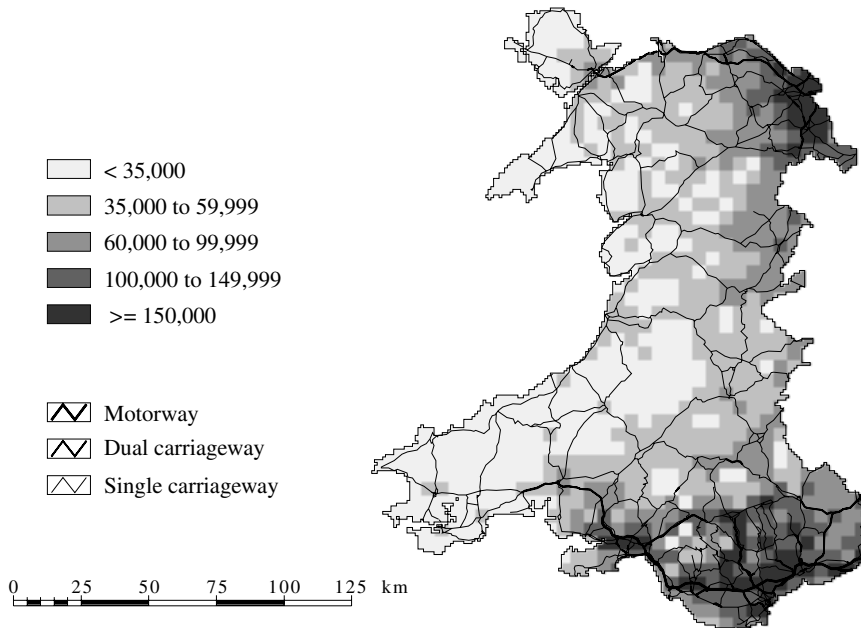 < 35,000
35,000 to 59,999
60,000 to 99,999
100,000 to 149,999
>= 150,000
Motorway
Dual carriageway
Single carriageway
0 25 50 75 100 125 km